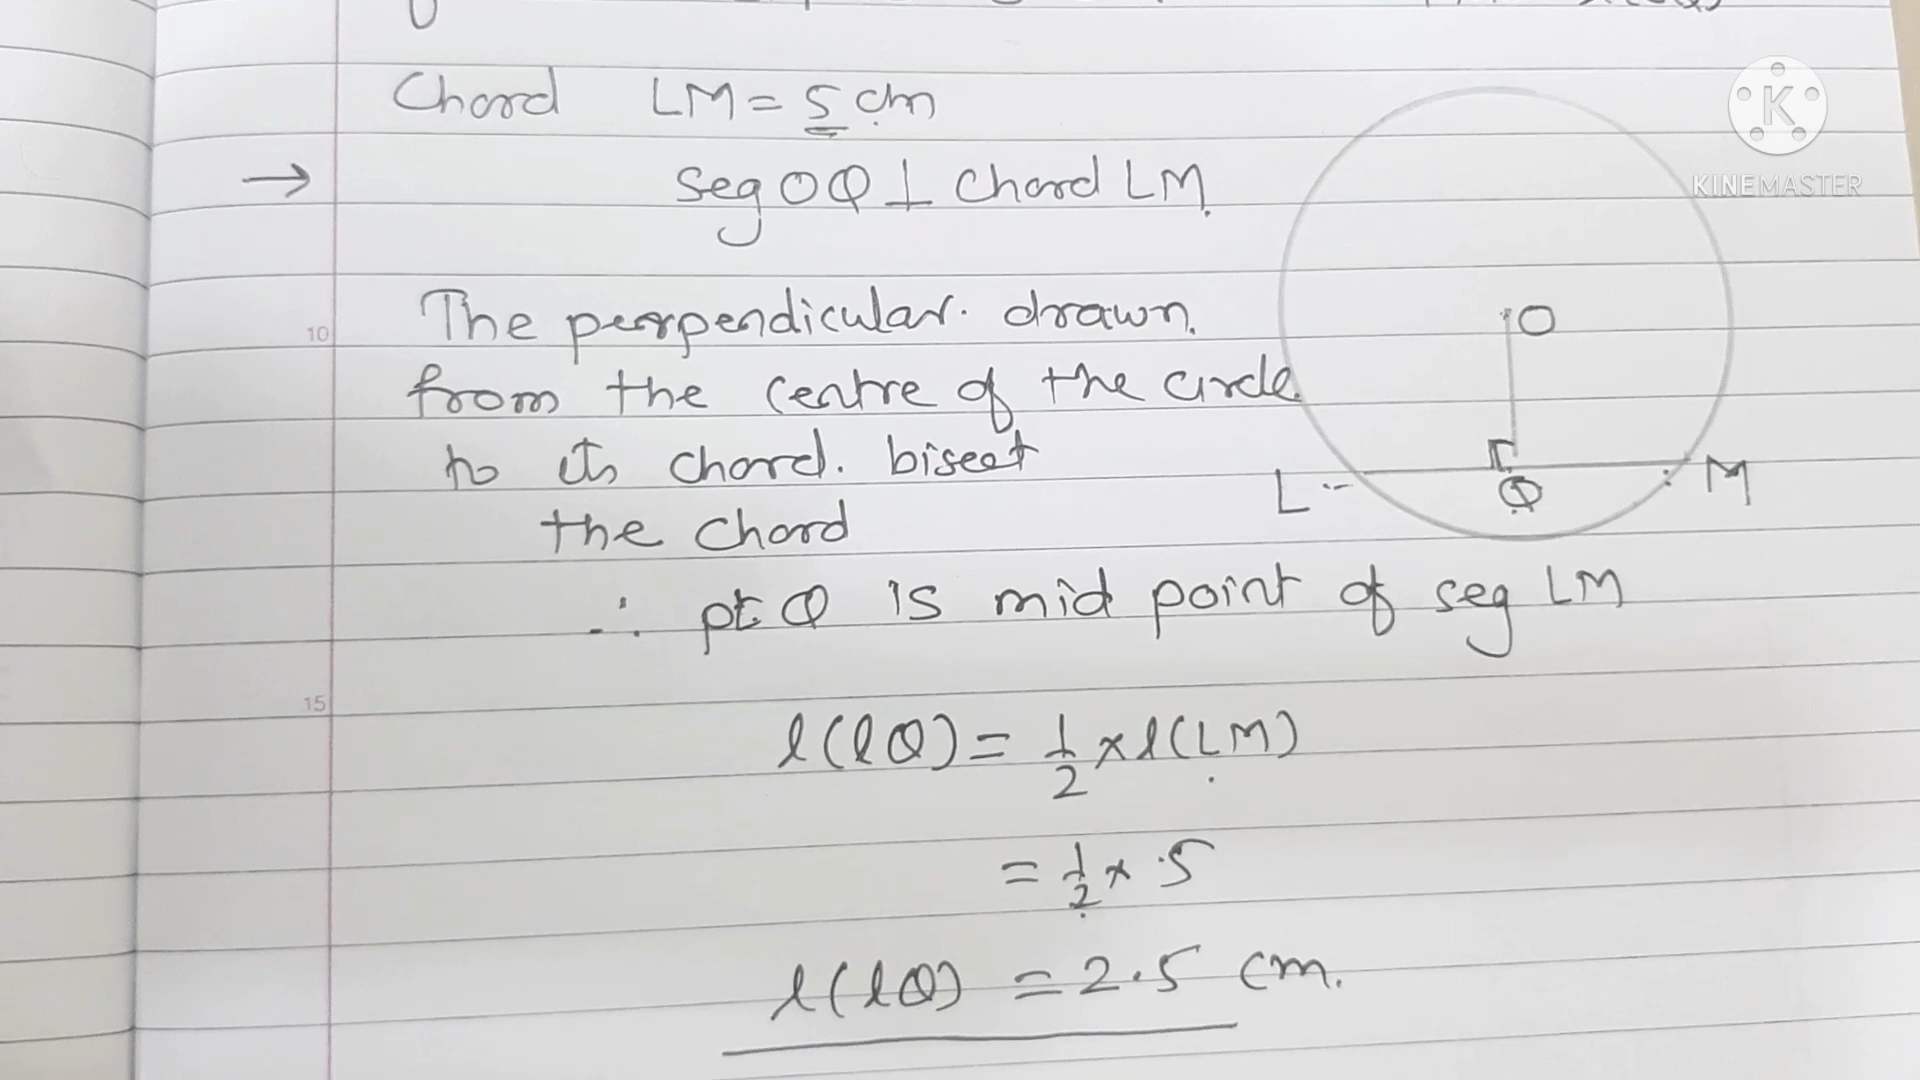 Chord LM = 5 cm
→ seg OQ ⊥ chord LM.
The perpendicular. drawn.
from the centre of the circle.
to its chord. bisect
the chord
∴ pt. Q is mid point of seg LM
10
15
l(lQ) = 1/2 × l(LM)
= 1/2 × 5
l(lQ) = 2.5 cm.
O
L
Q
M
K
KINEMASTER